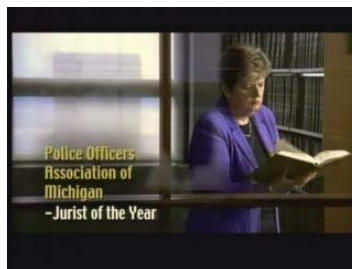 Police Officers
Association of
Michigan
-Jurist of the Year